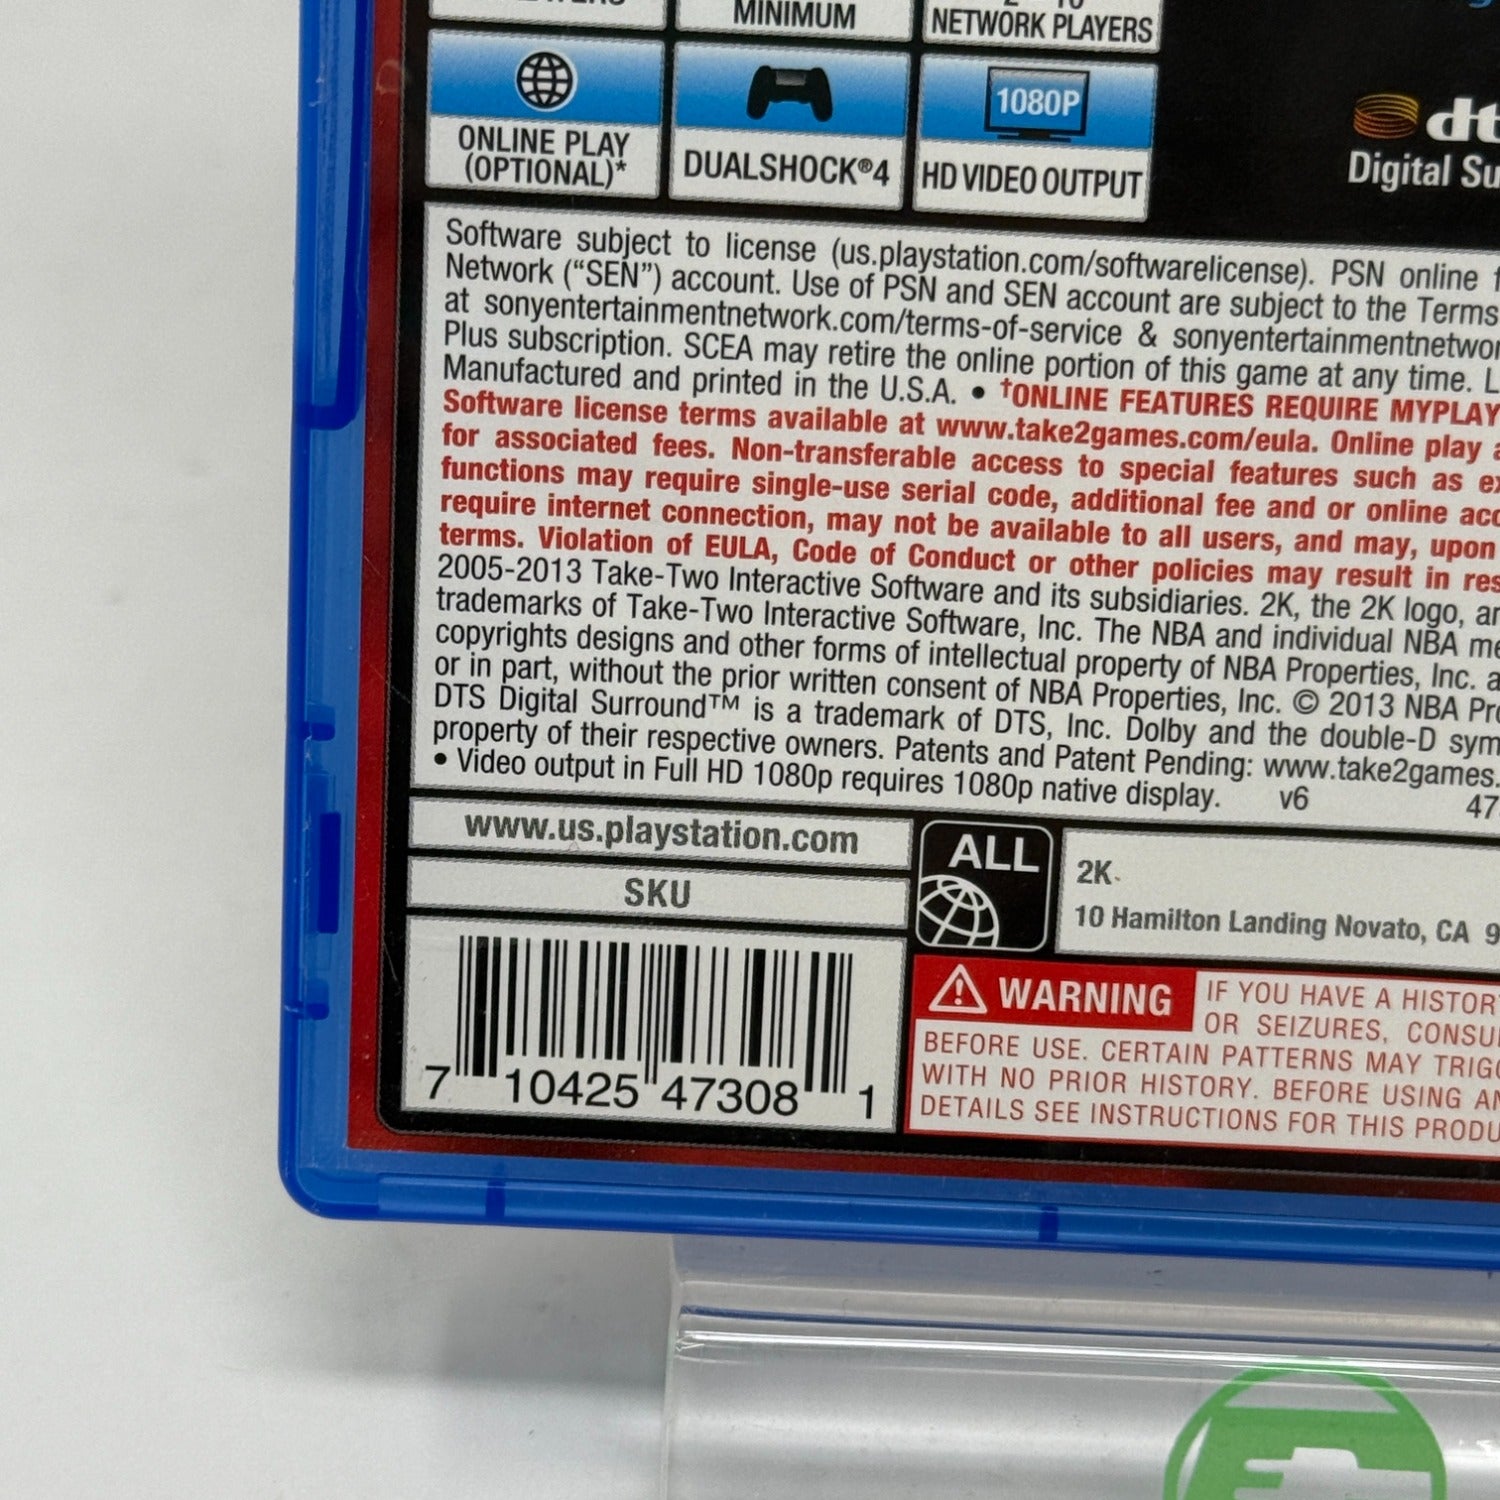 MINIMUM
NETWORK PLAYERS
ONLINE PLAY
(OPTIONAL)*
DUALSHOCK®4
1080P
HD VIDEO OUTPUT
Digital
Software subject to license (us.playstation.com/softwarelicense). PSN online
Network (“SEN”) account. Use of PSN and SEN account are subject to the Terms
at sonyentertainmentnetwork.com/terms-of-service & sonyentertainmentnetwor
Plus subscription. SCEA may retire the online portion of this game at any time. L
Manufactured and printed in the U.S.A. • †ONLINE FEATURES REQUIRE MYPLAY
Software license terms available at www.take2games.com/eula. Online play
for associated fees. Non-transferable access to special features such as
functions may require single-use serial code, additional fee and or online acc
require internet connection, may not be available to all users, and may, upon
terms. Violation of EULA, Code of Conduct or other policies may result in res
2005-2013 Take-Two Interactive Software and its subsidiaries. 2K, the 2K logo,
trademarks of Take-Two Interactive Software, Inc. The NBA and individual NBA me
copyrights designs and other forms of intellectual property of NBA Properties, Inc. a
or in part, without the prior written consent of NBA Properties, Inc. © 2013 NBA Pr
DTS Digital Surround™ is a trademark of DTS, Inc. Dolby and the double-D sym
property of their respective owners. Patents and Patent Pending: www.take2games.
• Video output in Full HD 1080p requires 1080p native display. v6 47
www.us.playstation.com
SKU
ALL
2K
10 Hamilton Landing Novato, CA 9
7 10425 47308 1
WARNING
IF YOU HAVE A HISTOR
OR SEIZURES, CONSU
BEFORE USE. CERTAIN PATTERNS MAY TRIGG
WITH NO PRIOR HISTORY. BEFORE USING AN
DETAILS SEE INSTRUCTIONS FOR THIS PRODU